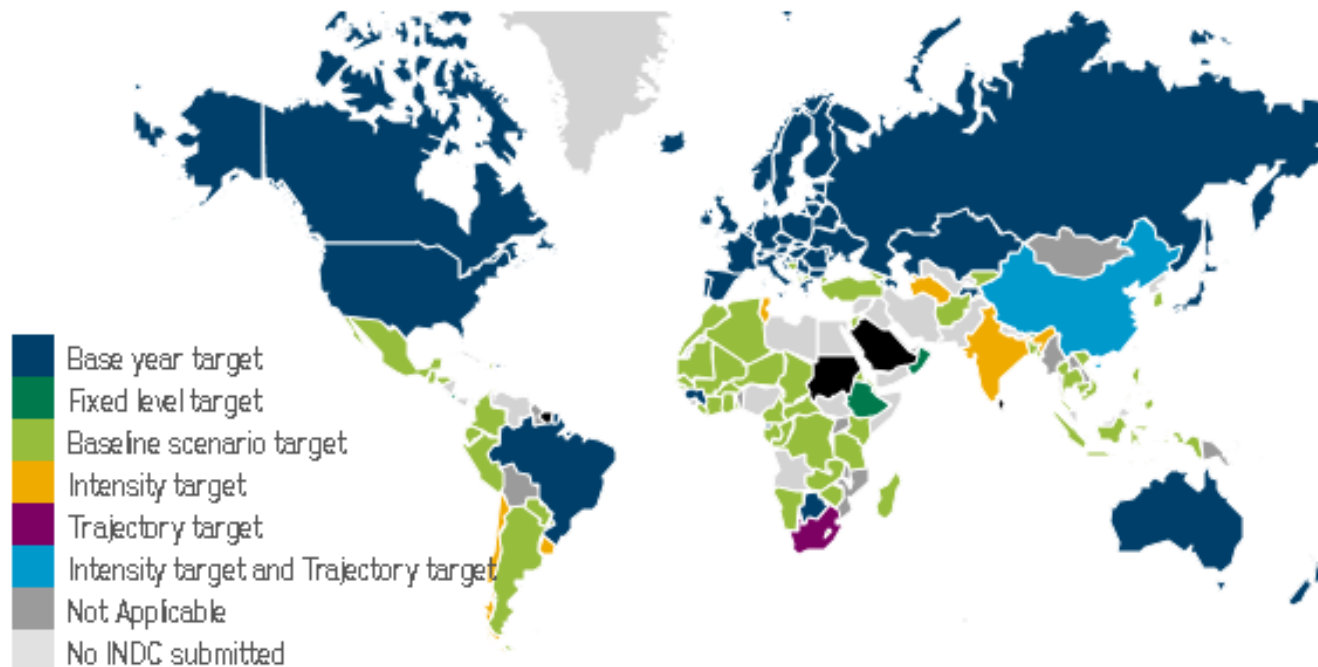 Base year target
Fixed level target
Baseline scenario target
Intensity target
Trajectory target
Intensity target and Trajectory target
Not Applicable
No INDC submitted